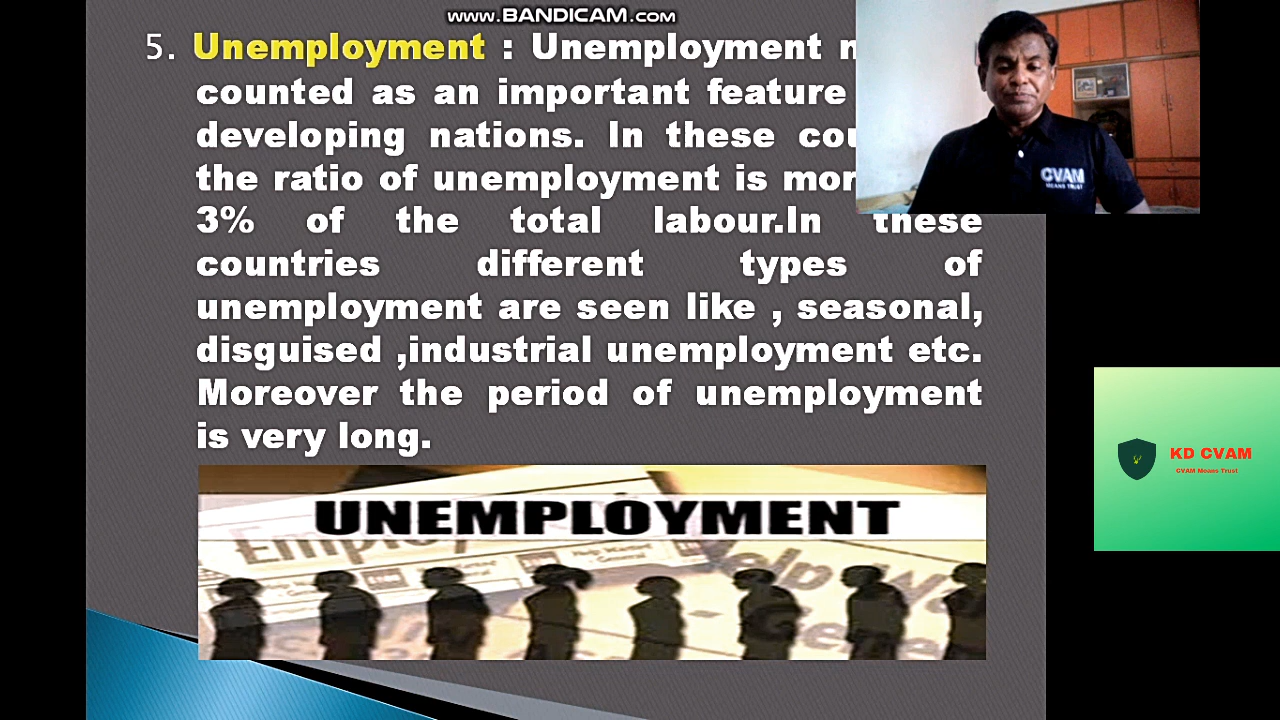 www.BANDICAM.com
5. Unemployment : Unemployment
counted as an important feature
developing nations. In these
the ratio of unemployment is
3% of the total labour.In these
countries different types of
unemployment are seen like , seasonal,
disguised ,industrial unemployment etc.
Moreover the period of unemployment
is very long.
CVAM
MEANS TRUST
KD CVAM
CVAM Means Trust
UNEMPLOYMENT